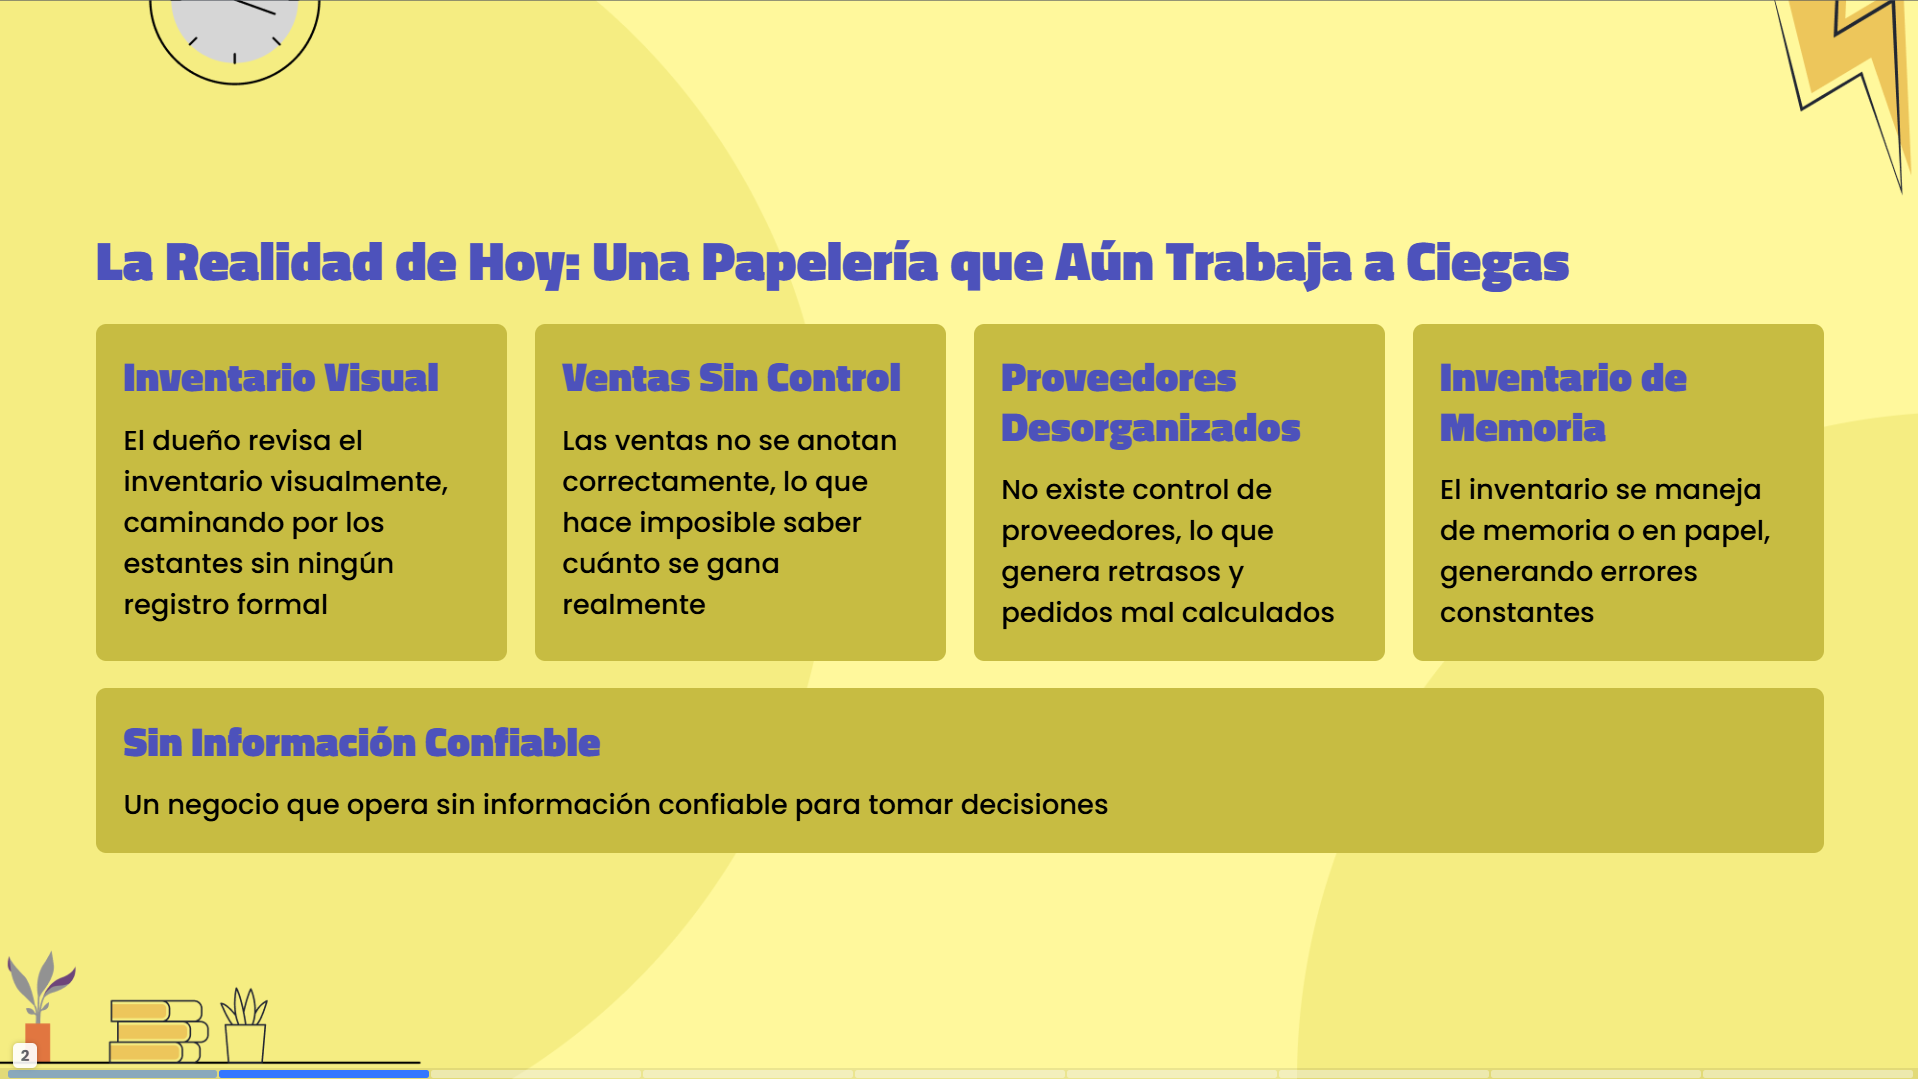 La Realidad de Hoy: Una Papelería que Aún Trabaja a Ciegas
Inventario Visual
El dueño revisa el
inventario visualmente,
caminando por los
estantes sin ningún
registro formal
Ventas Sin Control
Las ventas no se anotan
correctamente, lo que
hace imposible saber
cuánto se gana
realmente
Proveedores
Desorganizados
No existe control de
proveedores, lo que
genera retrasos y
pedidos mal calculados
Inventario de
Memoria
El inventario se maneja
de memoria o en papel,
generando errores
constantes
Sin Información Confiable
Un negocio que opera sin información confiable para tomar decisiones
2